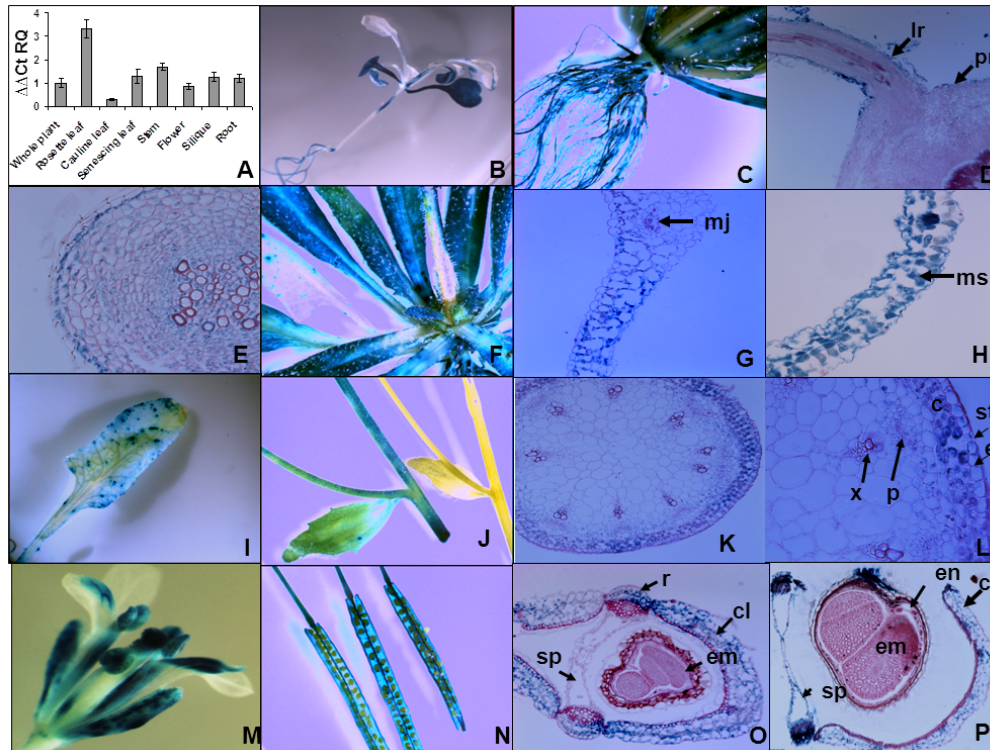 4
3
2
1
0
ΔΔCt RQ
Whole plant
Rosette leaf
Cauline leaf
Senescing leaf
Stem
Flower
Silique
Root
A
B
C
lr
D
E
F
mj
G
ms
H
I
J
K
c
x
p
L
M
N
r
cl
sp
em
O
en
em
sp
P